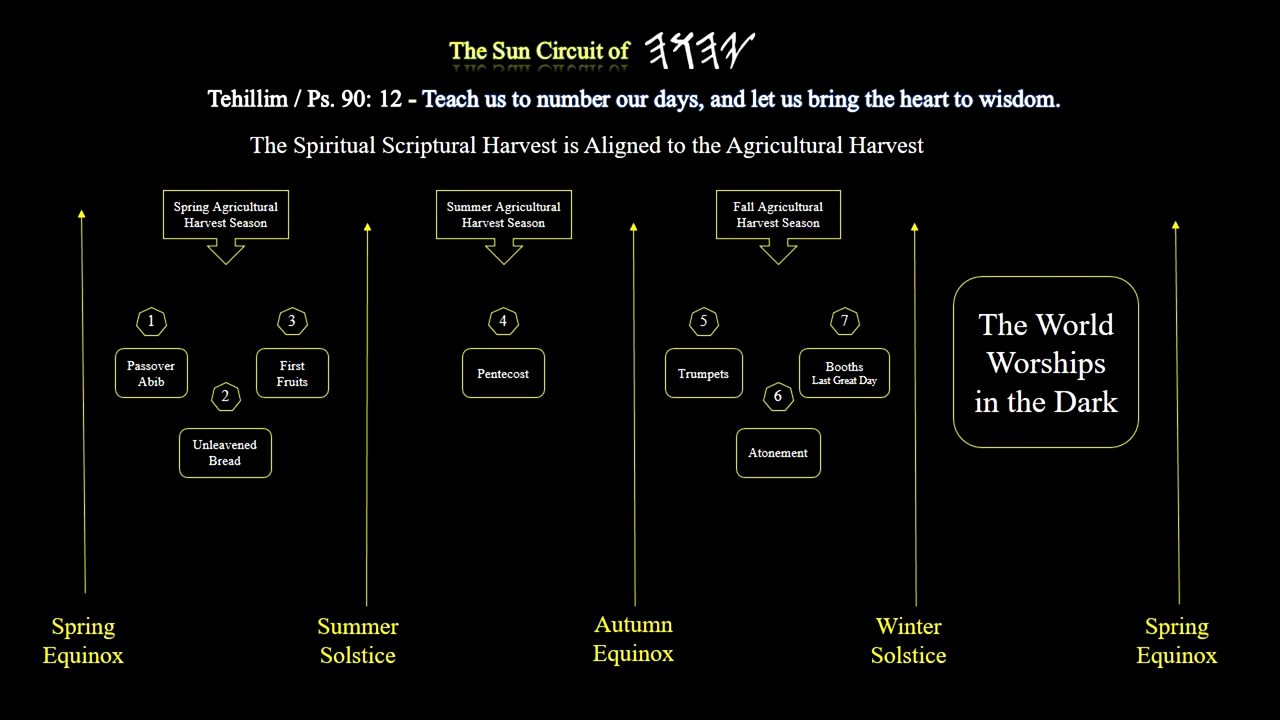 The Sun Circuit of 𐤉𐤄𐤅𐤄
Tehillim / Ps. 90: 12 - Teach us to number our days, and let us bring the heart to wisdom.
The Spiritual Scriptural Harvest is Aligned to the Agricultural Harvest
Spring Agricultural
Harvest Season
Summer Agricultural
Harvest Season
Fall Agricultural
Harvest Season
1
Passover
Abib
2
Unleavened
Bread
3
First
Fruits
4
Pentecost
5
Trumpets
6
Atonement
7
Booths
Last Great Day
The World
Worships
in the Dark
Spring
Equinox
Summer
Solstice
Autumn
Equinox
Winter
Solstice
Spring
Equinox